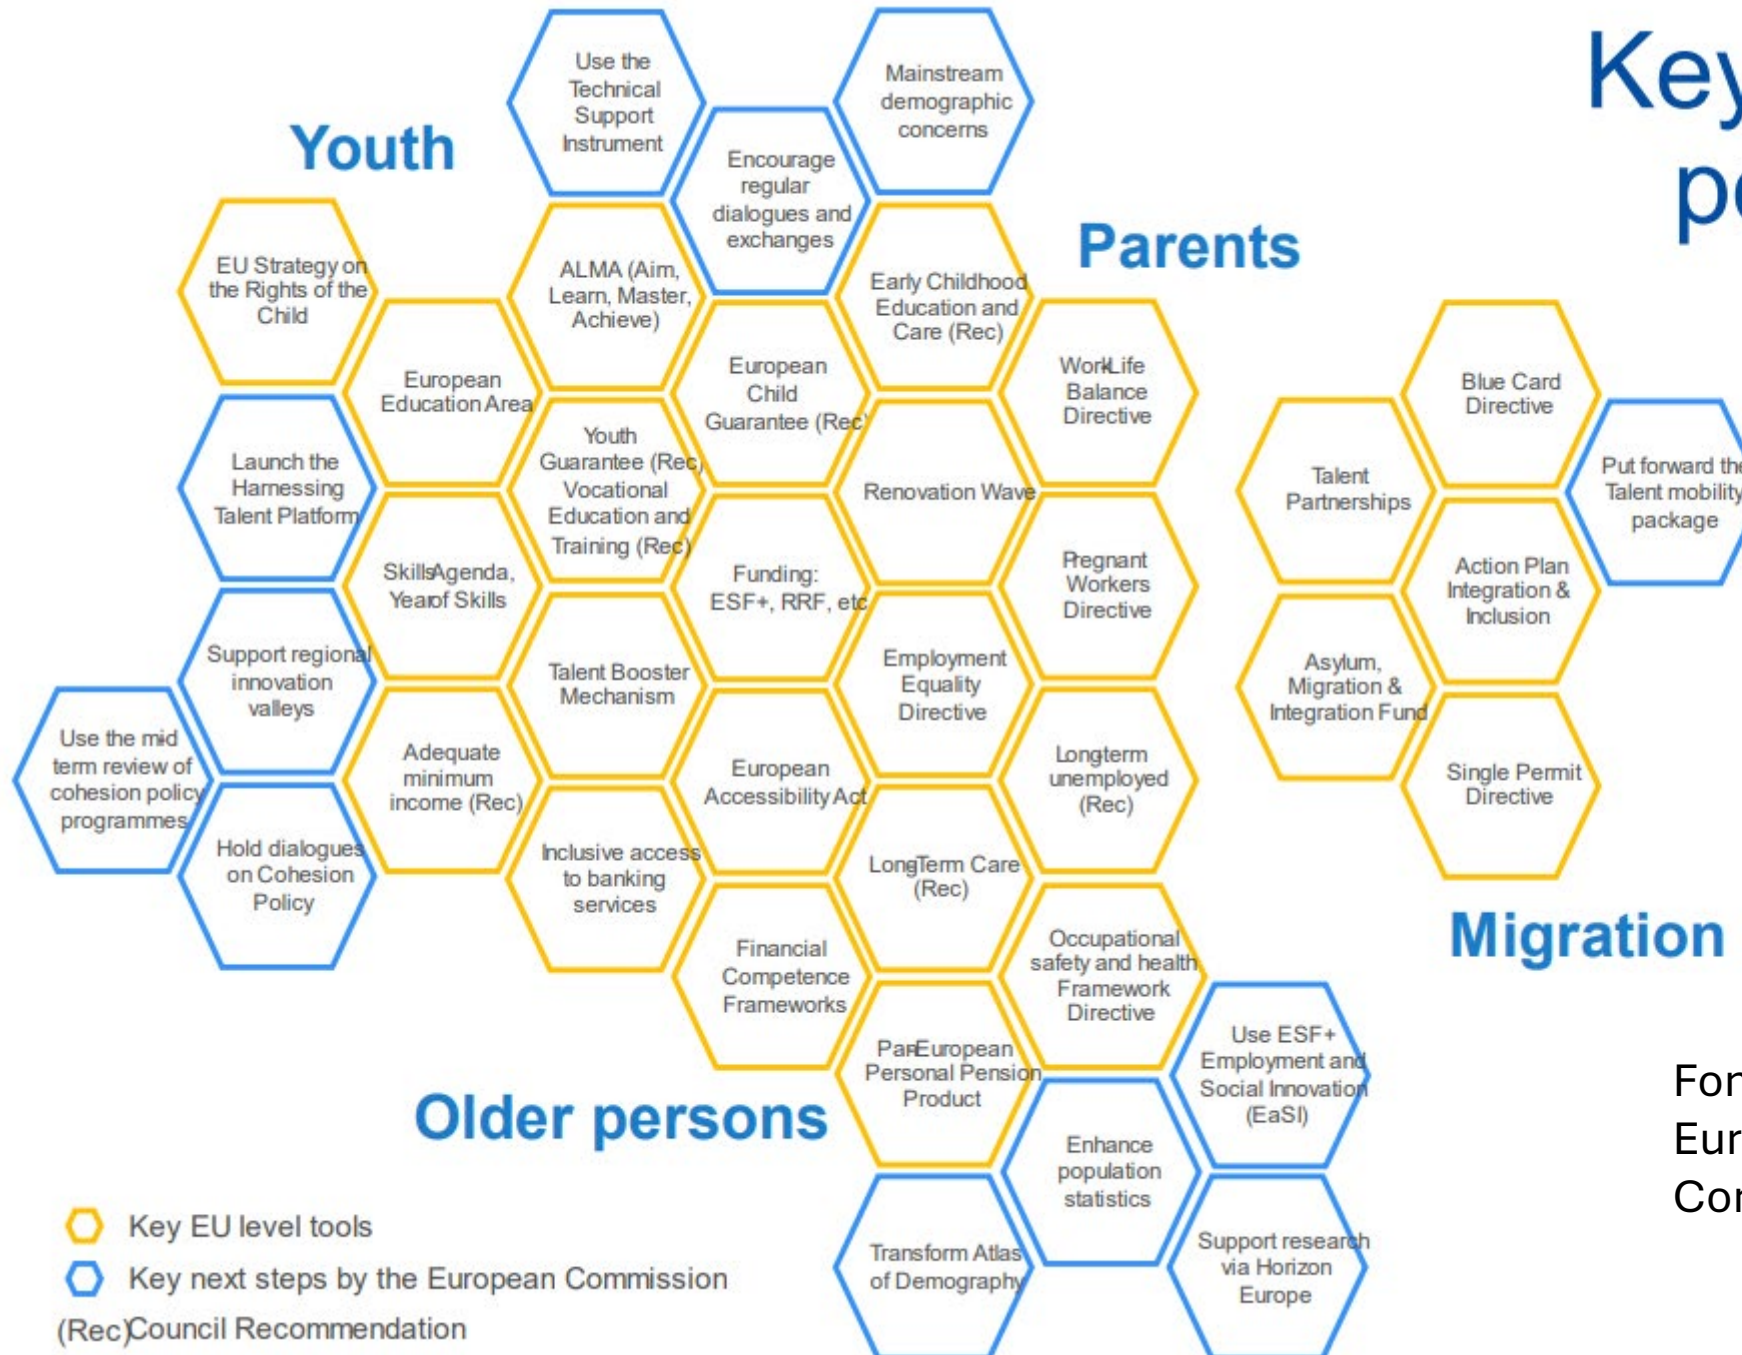 Key
po
Youth
Parents
Use the
Technical
Support
Instrument
Mainstream
demographic
concerns
Encourage
regular
dialogues and
exchanges
EU Strategy on
the Rights of the
Child
ALMA (Aim,
Learn, Master,
Achieve)
Early Childhood
Education and
Care (Rec)
European
Education Area
European
Child
Guarantee (Rec)
Work-Life
Balance
Directive
Launch the
Harnessing
Talent Platform
Youth
Guarantee (Rec)
Vocational
Education and
Training (Rec)
Renovation Wave
Skills Agenda,
Year of Skills
Funding:
ESF+, RRF, etc
Pregnant
Workers
Directive
Support regional
innovation
valleys
Talent Booster
Mechanism
Employment
Equality
Directive
Use the mid-
term review of
cohesion policy
programmes
Adequate
minimum
income (Rec)
European
Accessibility Act
Long-term
unemployed
(Rec)
Hold dialogues
on Cohesion
Policy
Inclusive access
to banking
services
Long-Term Care
(Rec)
Financial
Competence
Frameworks
Occupational
safety and health
Framework
Directive
Pan-European
Personal Pension
Product
Use ESF+
Employment and
Social Innovation
(EaSI)
Enhance
population
statistics
Transform Atlas
of Demography
Support research
via Horizon
Europe
Older persons
Blue Card
Directive
Talent
Partnerships
Put forward the
Talent mobility
package
Action Plan
Integration &
Inclusion
Asylum,
Migration &
Integration Fund
Single Permit
Directive
Migration
Key EU level tools
Key next steps by the European Commission
(Rec)Council Recommendation
Fon
Eur
Con